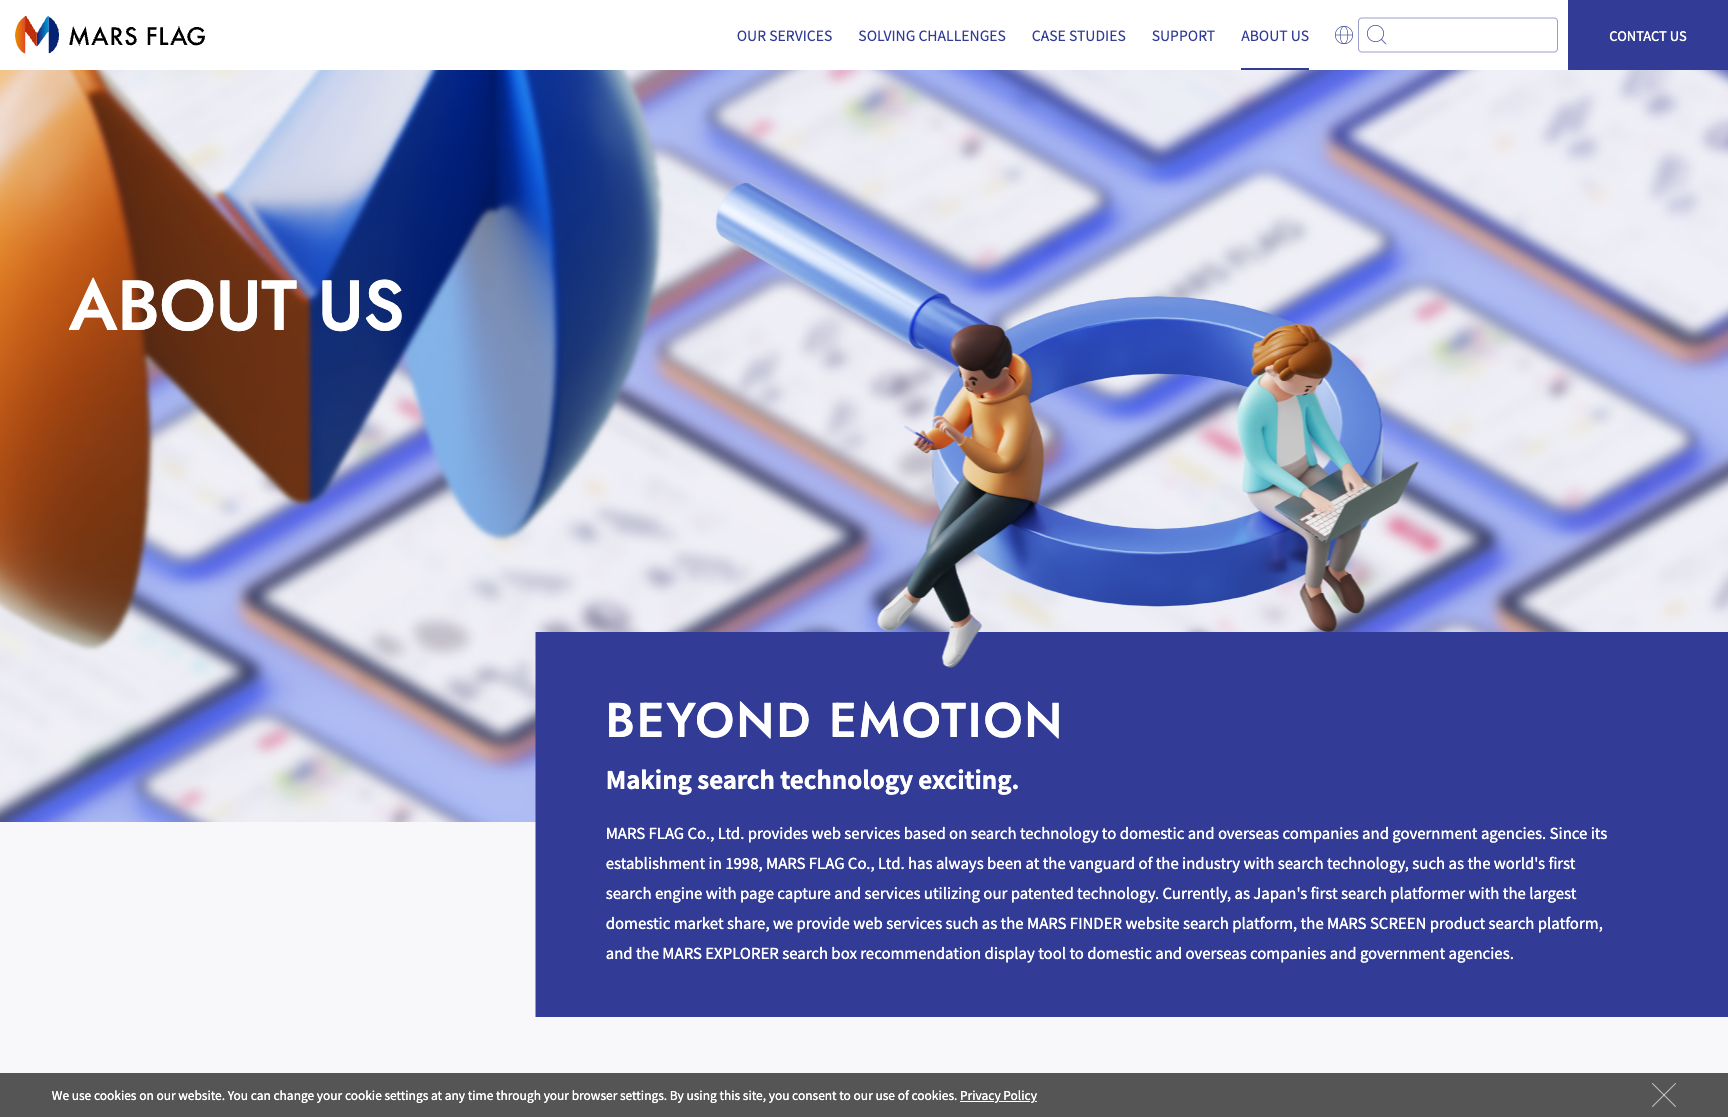 MARS FLAG
OUR SERVICES
SOLVING CHALLENGES
CASE STUDIES
SUPPORT
ABOUT US
CONTACT US
MARS FLAG
ABOUT US
BEYOND EMOTION
Making search technology exciting.
MARS FLAG Co., Ltd. provides web services based on search technology to domestic and overseas companies and government agencies. Since its
establishment in 1998, MARS FLAG Co., Ltd. has always been at the vanguard of the industry with search technology, such as the world's first
search engine with page capture and services utilizing our patented technology. Currently, as Japan's first search platformer with the largest
domestic market share, we provide web services such as the MARS FINDER website search platform, the MARS SCREEN product search platform,
and the MARS EXPLORER search box recommendation display tool to domestic and overseas companies and government agencies.
We use cookies on our website. You can change your cookie settings at any time through your browser settings. By using this site, you consent to our use of cookies. Privacy Policy